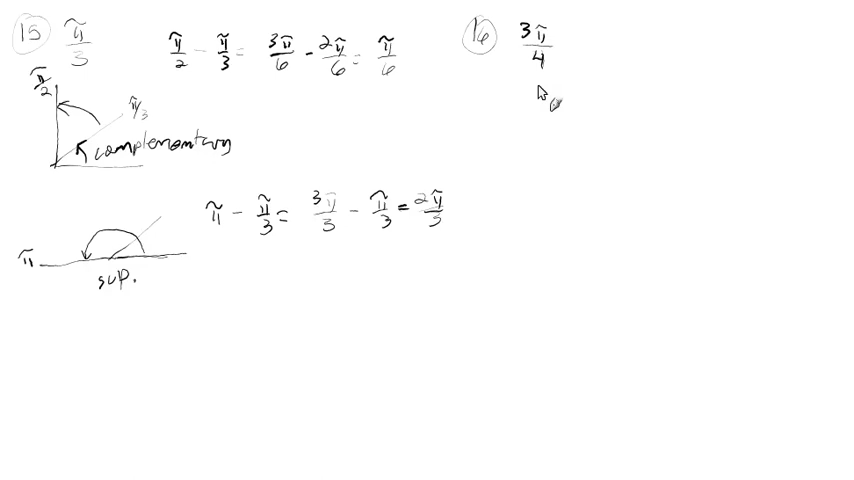 15 π/3
π/2 - π/3 = 3π/6 - 2π/6 = π/6
π/2
π/3
complementary
π - π/3 = 3π/3 - π/3 = 2π/3
π
sup.
16 3π/4